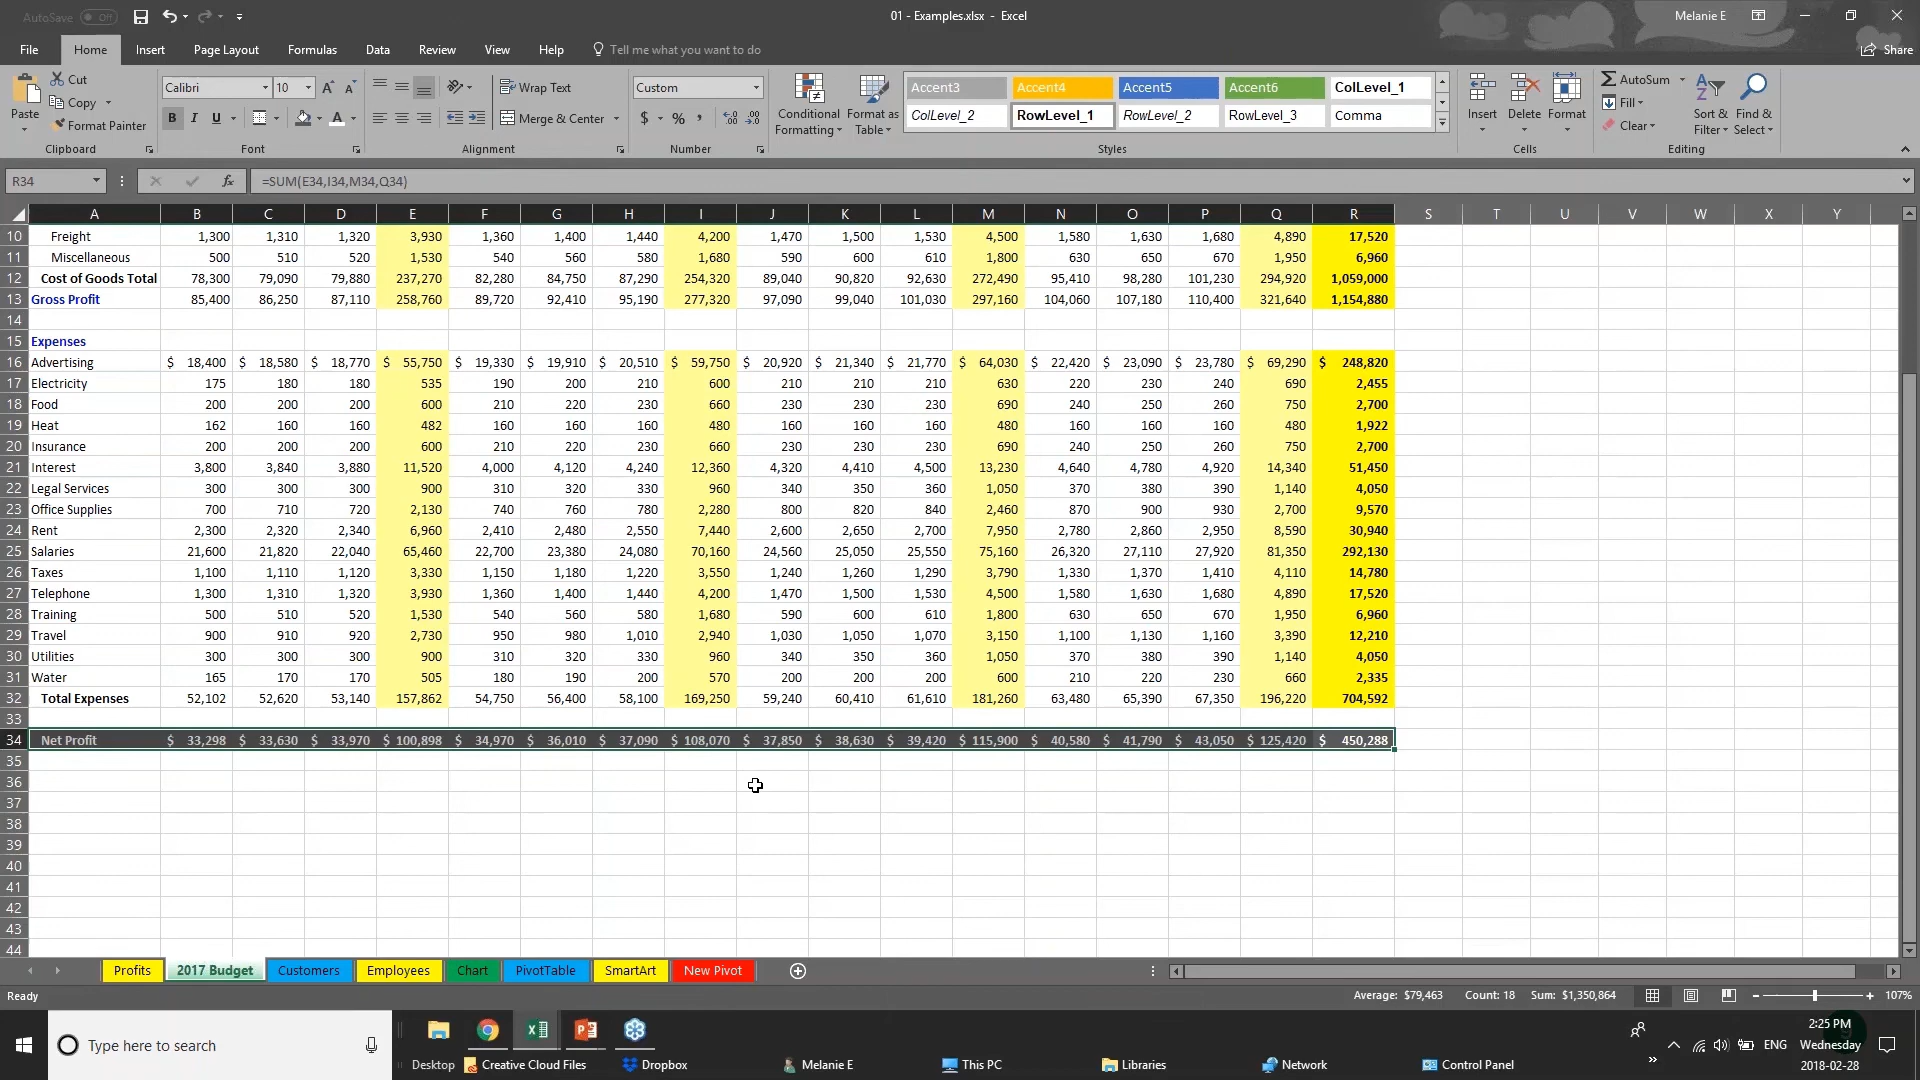 AutoSave Off 01 - Examples.xlsx - Excel Melanie E
File Home Insert Page Layout Formulas Data Review View Help Tell me what you want to do Share
Paste Cut Copy Format Painter Clipboard
Calibri 10 A A B I U A Font
Wrap Text Merge & Center Alignment
Custom $ % , Number
Conditional Formatting Format as Table
Accent3 Accent4 Accent5 Accent6 ColLevel_1
ColLevel_2 RowLevel_1 RowLevel_2 RowLevel_3 Comma
Styles
Insert Delete Format Cells
AutoSum Fill Clear Sort & Filter Find & Select Editing
R34 fx =SUM(E34,I34,M34,Q34)
A B C D E F G H I J K L M N O P Q R S T U V W X Y
10 Freight 1,300 1,310 1,320 3,930 1,360 1,400 1,440 4,200 1,470 1,500 1,530 4,500 1,580 1,630 1,680 4,890 17,520
11 Miscellaneous 500 510 520 1,530 540 560 580 1,680 590 600 610 1,800 630 650 670 1,950 6,960
12 Cost of Goods Total 78,300 79,090 79,880 237,270 82,280 84,750 87,290 254,320 89,040 90,820 92,630 272,490 95,410 98,280 101,230 294,920 1,059,000
13 Gross Profit 85,400 86,250 87,110 258,760 89,720 92,410 95,190 277,320 97,090 99,040 101,030 297,160 104,060 107,180 110,400 321,640 1,154,880
14
15 Expenses
16 Advertising $ 18,400 $ 18,580 $ 18,770 $ 55,750 $ 19,330 $ 19,910 $ 20,510 $ 59,750 $ 20,920 $ 21,340 $ 21,770 $ 64,030 $ 22,420 $ 23,090 $ 23,780 $ 69,290 $ 248,820
17 Electricity 175 180 180 535 190 200 210 600 210 210 210 630 220 230 240 690 2,455
18 Food 200 200 200 600 210 220 230 660 230 230 230 690 240 250 260 750 2,700
19 Heat 162 160 160 482 160 160 160 480 160 160 160 480 160 160 160 480 1,922
20 Insurance 200 200 200 600 210 220 230 660 230 230 230 690 240 250 260 750 2,700
21 Interest 3,800 3,840 3,880 11,520 4,000 4,120 4,240 12,360 4,320 4,410 4,500 13,230 4,640 4,780 4,920 14,340 51,450
22 Legal Services 300 300 300 900 310 320 330 960 340 350 360 1,050 370 380 390 1,140 4,050
23 Office Supplies 700 710 720 2,130 740 760 780 2,280 800 820 840 2,460 870 900 930 2,700 9,570
24 Rent 2,300 2,320 2,340 6,960 2,410 2,480 2,550 7,440 2,600 2,650 2,700 7,950 2,780 2,860 2,950 8,590 30,940
25 Salaries 21,600 21,820 22,040 65,460 22,700 23,380 24,080 70,160 24,560 25,050 25,550 75,160 26,320 27,110 27,920 81,350 292,130
26 Taxes 1,100 1,110 1,120 3,330 1,150 1,180 1,220 3,550 1,240 1,260 1,290 3,790 1,330 1,370 1,410 4,110 14,780
27 Telephone 1,300 1,310 1,320 3,930 1,360 1,400 1,440 4,200 1,470 1,500 1,530 4,500 1,580 1,630 1,680 4,890 17,520
28 Training 500 510 520 1,530 540 560 580 1,680 590 600 610 1,800 630 650 670 1,950 6,960
29 Travel 900 910 920 2,730 950 980 1,010 2,940 1,030 1,050 1,070 3,150 1,100 1,130 1,160 3,390 12,210
30 Utilities 300 300 300 900 310 320 330 960 340 350 360 1,050 370 380 390 1,140 4,050
31 Water 165 170 170 505 180 190 200 570 200 200 200 600 210 220 230 660 2,335
32 Total Expenses 52,102 52,620 53,140 157,862 54,750 56,400 58,100 169,250 59,240 60,410 61,610 181,260 63,480 65,390 67,350 196,220 704,592
33
34 Net Profit $ 33,298 $ 33,630 $ 33,970 $ 100,898 $ 34,970 $ 36,010 $ 37,090 $ 108,070 $ 37,850 $ 38,630 $ 39,420 $ 115,900 $ 40,580 $ 41,790 $ 43,050 $ 125,420 $ 450,288
35
36
37
38
39
40
41
42
43
44
Profits 2017 Budget Customers Employees Chart PivotTable SmartArt New Pivot
Ready Average: $79,463 Count: 18 Sum: $1,350,864 107%
Type here to search
Desktop Creative Cloud Files Dropbox Melanie E This PC Libraries Network Control Panel
ENG 2:25 PM
Wednesday
2018-02-28